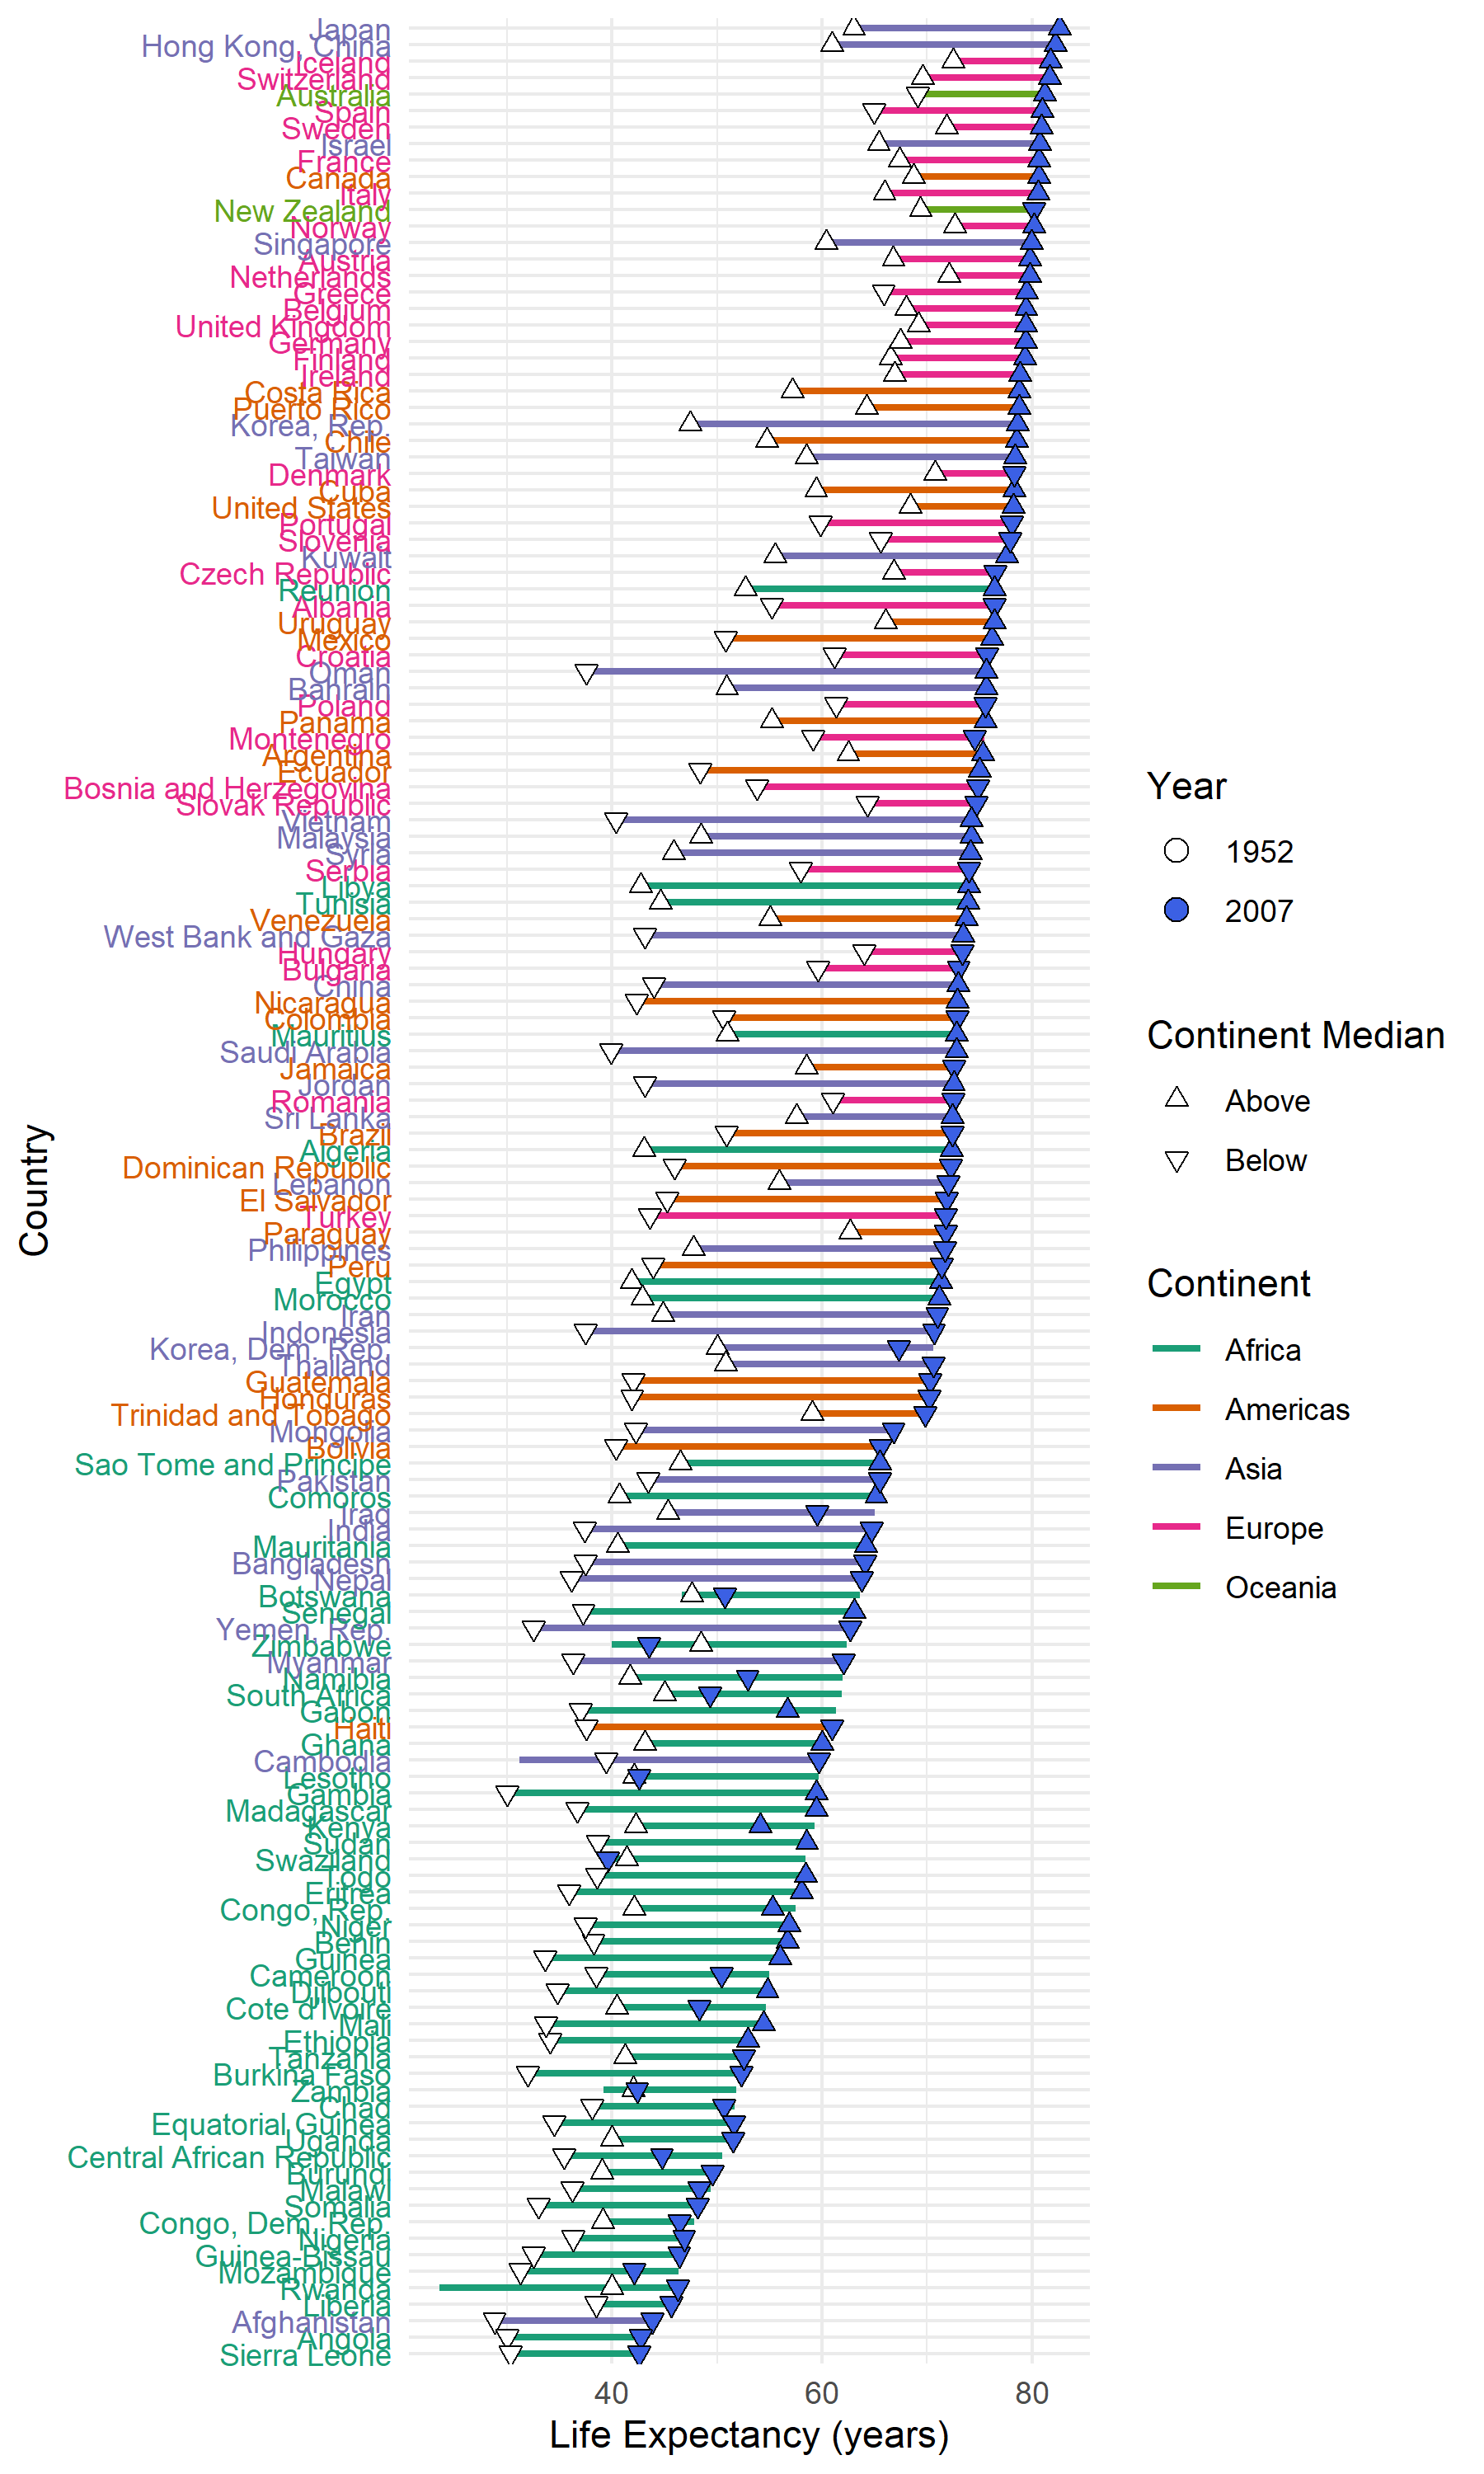 Japan
Hong Kong, China
Iceland
Switzerland
Australia
Spain
Sweden
Israel
France
Canada
Italy
New Zealand
Norway
Singapore
Austria
Netherlands
Greece
Belgium
United Kingdom
Germany
Finland
Ireland
Costa Rica
Puerto Rico
Korea, Rep.
Chile
Taiwan
Denmark
Cuba
United States
Portugal
Slovenia
Kuwait
Czech Republic
Reunion
Albania
Uruguay
Mexico
Croatia
Oman
Bahrain
Poland
Panama
Montenegro
Argentina
Ecuador
Bosnia and Herzegovina
Slovak Republic
Vietnam
Malaysia
Syria
Serbia
Libya
Tunisia
Venezuela
West Bank and Gaza
Hungary
Bulgaria
China
Nicaragua
Colombia
Mauritius
Saudi Arabia
Jamaica
Jordan
Romania
Sri Lanka
Brazil
Algeria
Dominican Republic
Lebanon
El Salvador
Turkey
Paraguay
Philippines
Peru
Egypt
Morocco
Iran
Indonesia
Korea, Dem. Rep.
Thailand
Guatemala
Honduras
Trinidad and Tobago
Mongolia
Bolivia
Sao Tome and Principe
Pakistan
Comoros
Iraq
India
Mauritania
Bangladesh
Nepal
Botswana
Senegal
Yemen, Rep.
Zimbabwe
Myanmar
Namibia
South Africa
Gabon
Haiti
Ghana
Cambodia
Lesotho
Gambia
Madagascar
Kenya
Sudan
Swaziland
Togo
Eritrea
Congo, Rep.
Niger
Benin
Guinea
Cameroon
Djibouti
Cote d'Ivoire
Mali
Ethiopia
Tanzania
Burkina Faso
Zambia
Chad
Equatorial Guinea
Uganda
Central African Republic
Burundi
Malawi
Somalia
Congo, Dem. Rep.
Nigeria
Guinea-Bissau
Mozambique
Rwanda
Liberia
Afghanistan
Angola
Sierra Leone
Country
40 60 80
Life Expectancy (years)
Year
1952
2007
Continent Median
Above
Below
Continent
Africa
Americas
Asia
Europe
Oceania